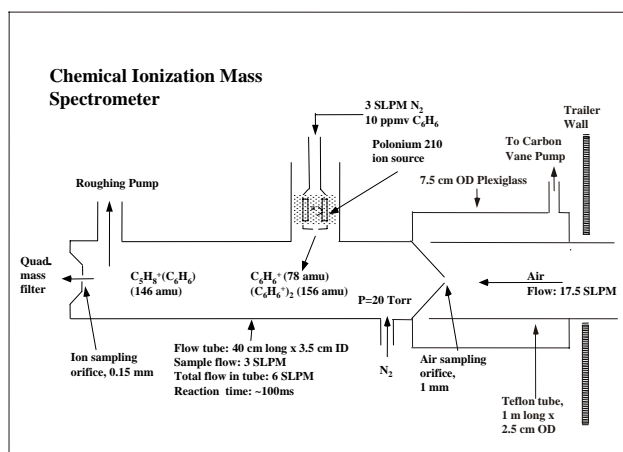 Chemical Ionization Mass
Spectrometer
3 SLPM N2
10 ppmv C6H6
Trailer
Wall
Polonium 210
ion source
To Carbon
Vane Pump
Roughing Pump
7.5 cm OD Plexiglass
Quad-
mass
filter
C5H8+(C6H6)
(146 amu)
C6H6+ (78 amu)
(C6H6+)2 (156 amu)
P=20 Torr
Air
Flow: 17.5 SLPM
Ion sampling
orifice, 0.15 mm
Flow tube: 40 cm long x 3.5 cm ID
Sample flow: 3 SLPM
Total flow in tube: 6 SLPM
Reaction time: ~100ms
N2
Air sampling
orifice,
1 mm
Teflon tube,
1 m long x
2.5 cm OD